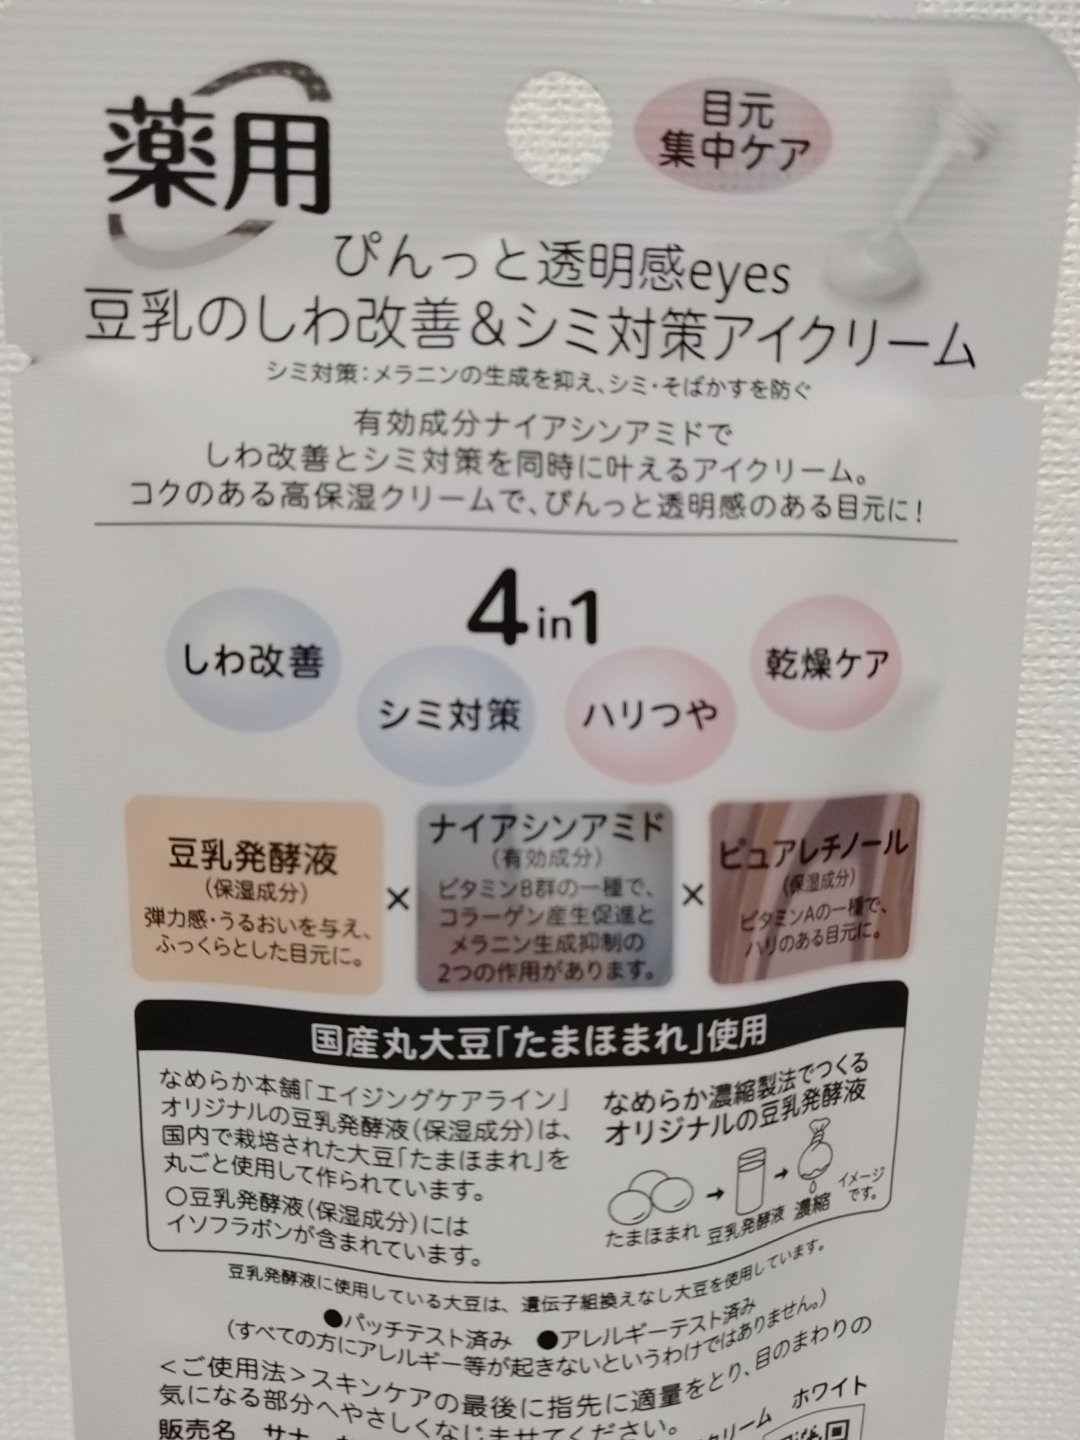 薬用
目元
集中ケア
ぴんっと透明感eyes
豆乳のしわ改善&シミ対策アイクリーム
シミ対策:メラニンの生成を抑え、シミ・そばかすを防ぐ
有効成分ナイアシンアミドで
しわ改善とシミ対策を同時に叶えるアイクリーム。
コクのある高保湿クリームで、ぴんっと透明感のある目元に!
4in1
しわ改善
シミ対策
ハリつや
乾燥ケア
豆乳発酵液
(保湿成分)
弾力感・うるおいを与え、
ふっくらとした目元に。
×
ナイアシンアミド
(有効成分)
ビタミンB群の一種で、
コラーゲン産生促進と
メラニン生成抑制の
2つの作用があります。
×
ピュアレチノール
(保湿成分)
ビタミンAの一種で、
ハリのある目元に。
国産丸大豆「たまほまれ」使用
なめらか本舗「エイジングケアライン」
オリジナルの豆乳発酵液(保湿成分)は、
国内で栽培された大豆「たまほまれ」を
丸ごと使用して作られています。
○豆乳発酵液(保湿成分)には
イソフラボンが含まれています。
なめらか濃縮製法でつくる
オリジナルの豆乳発酵液
たまほまれ
豆乳発酵液
濃縮
イメージ
です。
豆乳発酵液に使用している大豆は、遺伝子組換えなし大豆を使用しています。
●パッチテスト済み ●アレルギーテスト済み
(すべての方にアレルギー等が起きないというわけではありません。)
<ご使用法>スキンケアの最後に指先に適量をとり、目のまわりの
気になる部分へやさしくなじませてください。
販売名 サナ
クリーム ホワイト